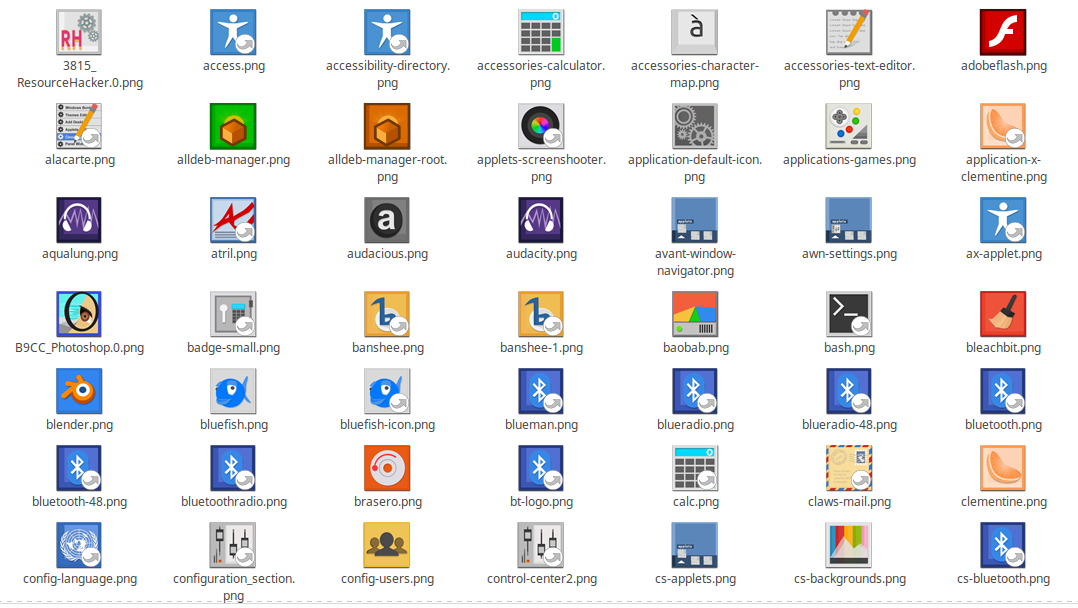 3815_
ResourceHacker.0.png
access.png
accessibility-directory.
png
accessories-calculator.
png
accessories-character-
map.png
accessories-text-editor.
png
adobeflash.png
alacarte.png
alldeb-manager.png
alldeb-manager-root.
png
applets-screenshooter.
png
application-default-icon.
png
applications-games.png
application-x-
clementine.png
aqualung.png
atril.png
audacious.png
audacity.png
avant-window-
navigator.png
awn-settings.png
ax-applet.png
B9CC_Photoshop.0.png
badge-small.png
banshee.png
banshee-1.png
baobab.png
bash.png
bleachbit.png
blender.png
bluefish.png
bluefish-icon.png
blueman.png
blueradio.png
blueradio-48.png
bluetooth.png
bluetooth-48.png
bluetoothradio.png
brasero.png
bt-logo.png
calc.png
claws-mail.png
clementine.png
config-language.png
configuration_section.
png
config-users.png
control-center2.png
cs-applets.png
cs-backgrounds.png
cs-bluetooth.png